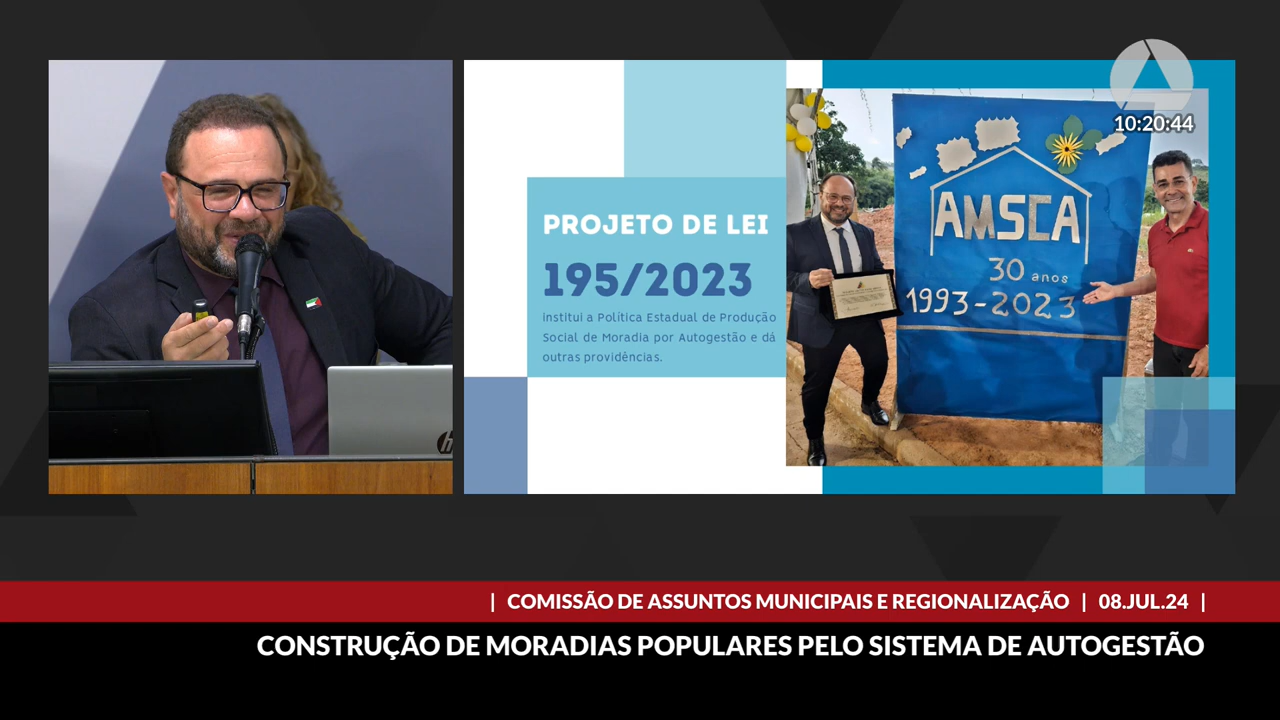 10:20:44
PROJETO DE LEI
195/2023
institui a Política Estadual de Produção
Social de Moradia por Autogestão e dá
outras providências.
AMSCA
30 anos
1993-2023
hp
| COMISSÃO DE ASSUNTOS MUNICIPAIS E REGIONALIZAÇÃO | 08.JUL.24 |
CONSTRUÇÃO DE MORADIAS POPULARES PELO SISTEMA DE AUTOGESTÃO